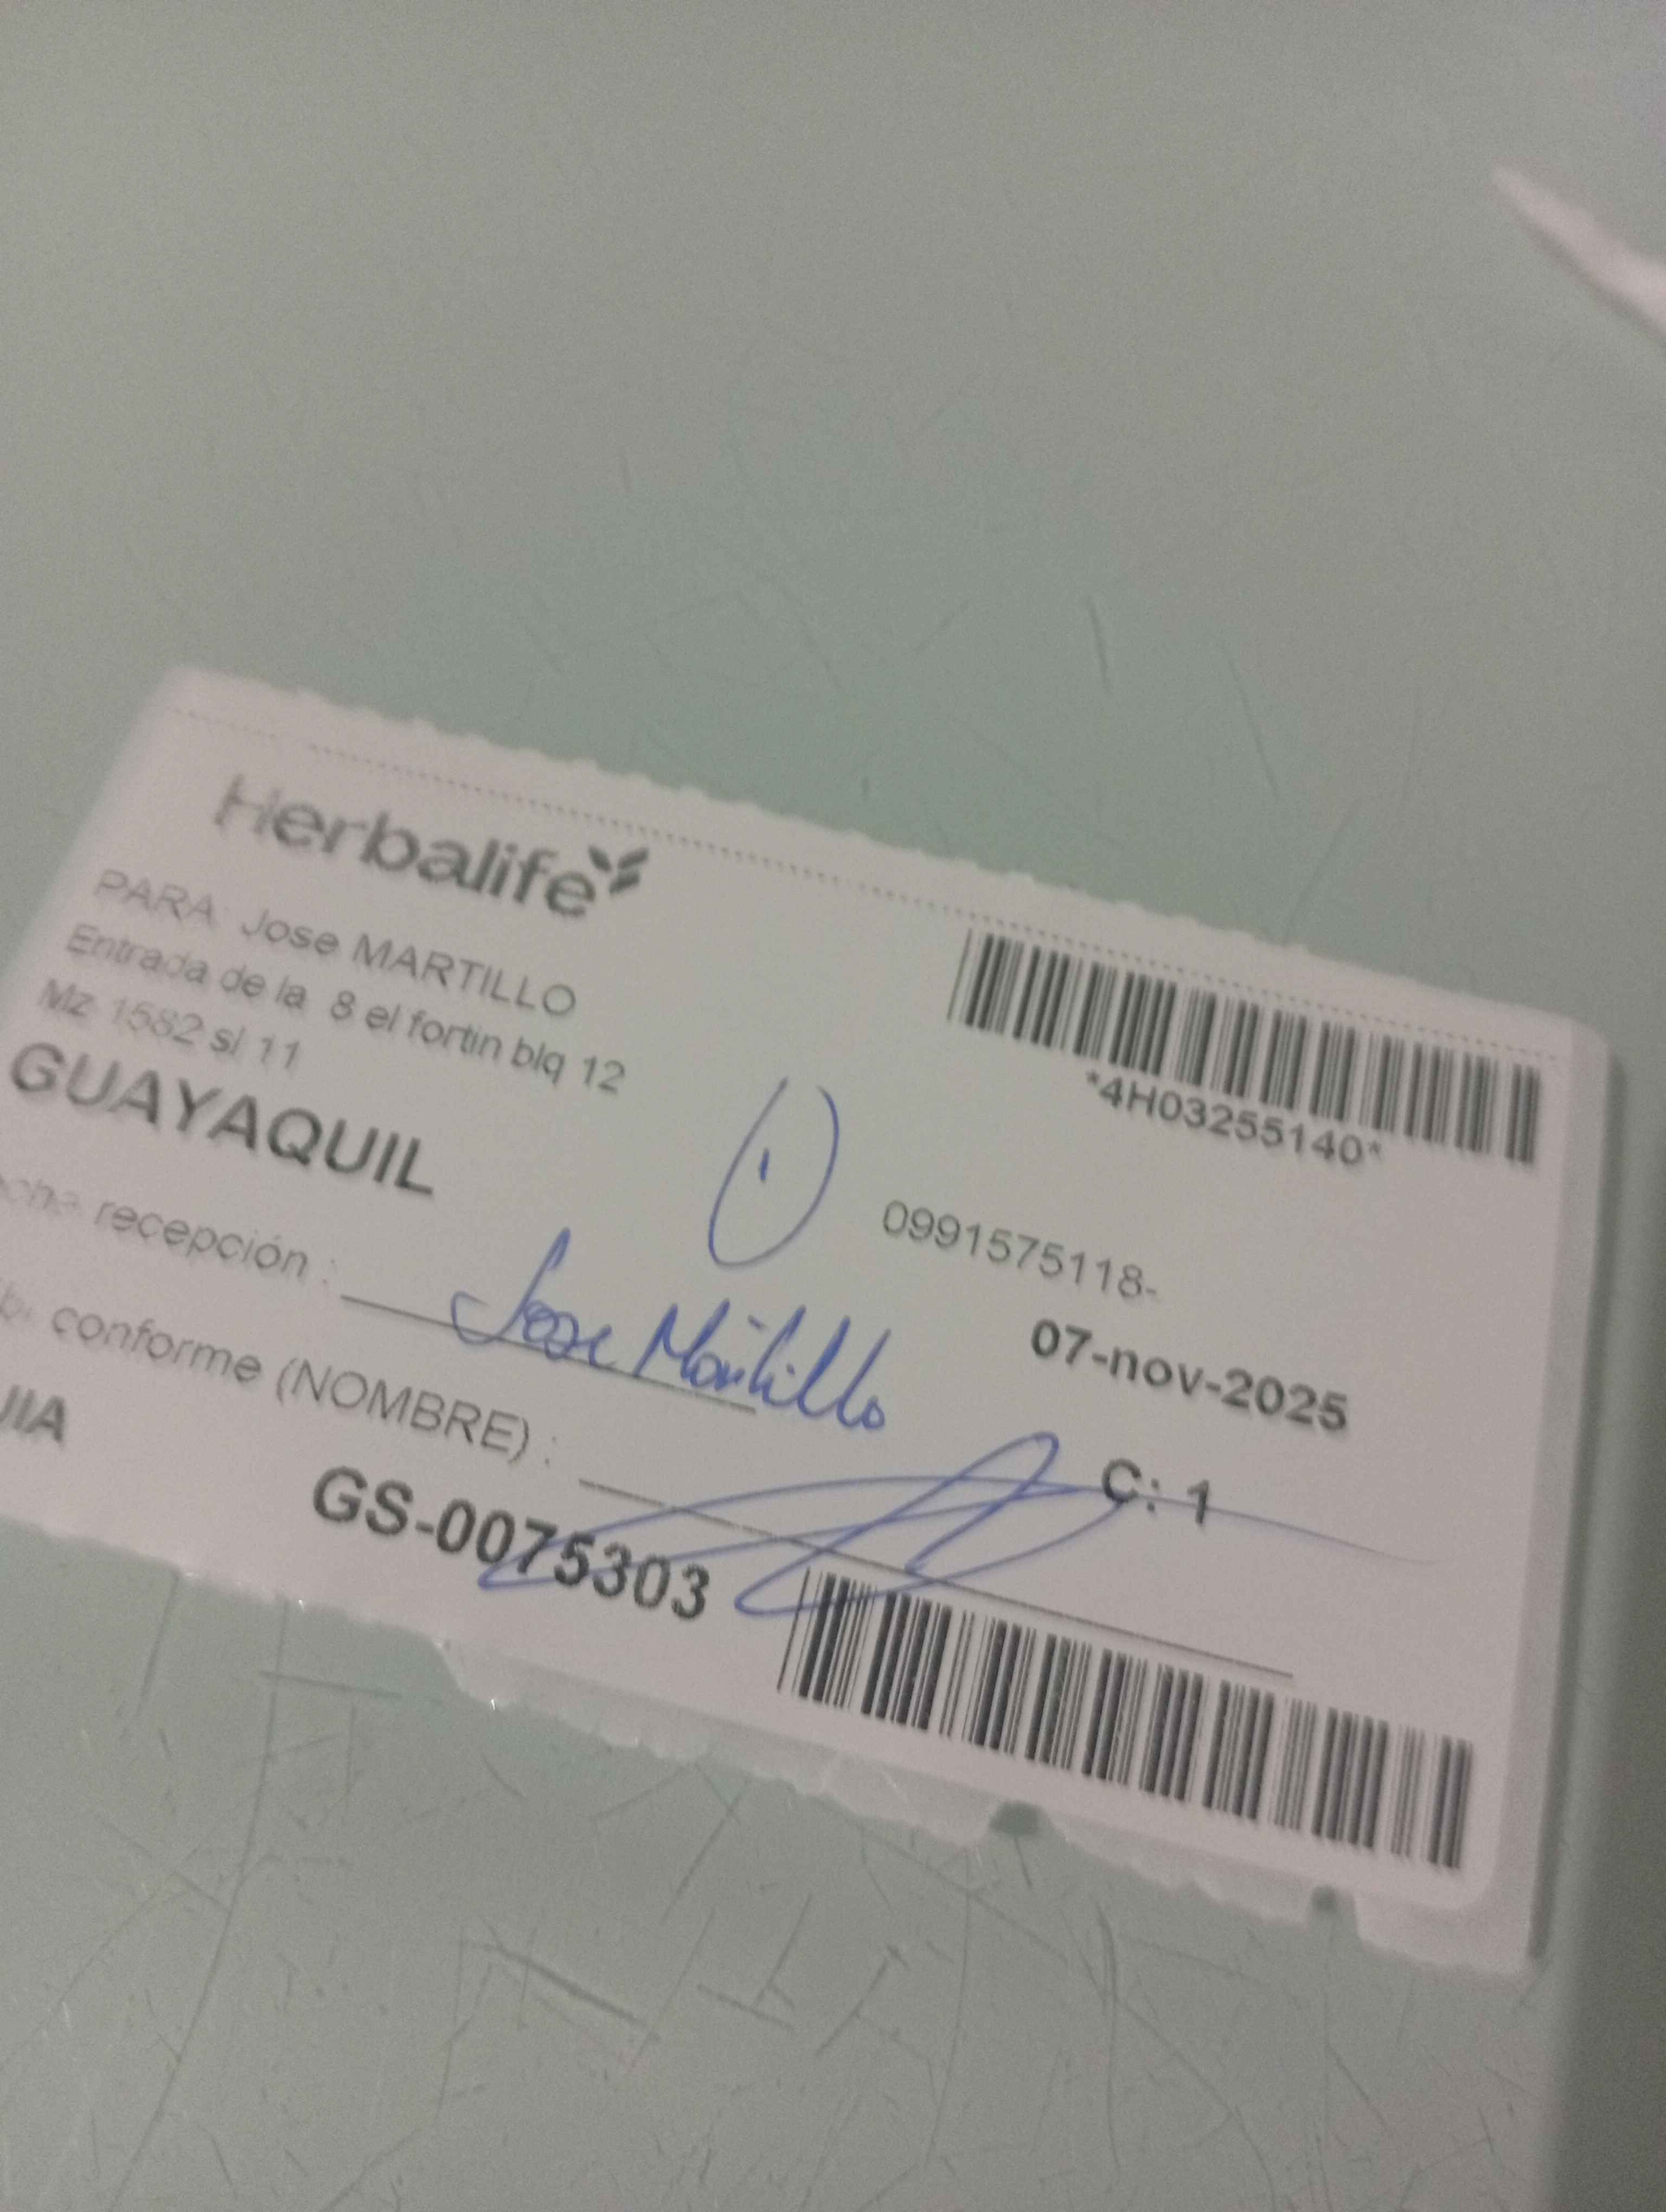 Herbalife
PARA: Jose MARTILLO
Entrada de la 8 el fortin blq 12
Mz 1582 sl 11
GUAYAQUIL
*4H03255140*
0991575118-
recepción :
Jose Martillo
07-nov-2025
conforme (NOMBRE) :
C: 1
GS-0075303